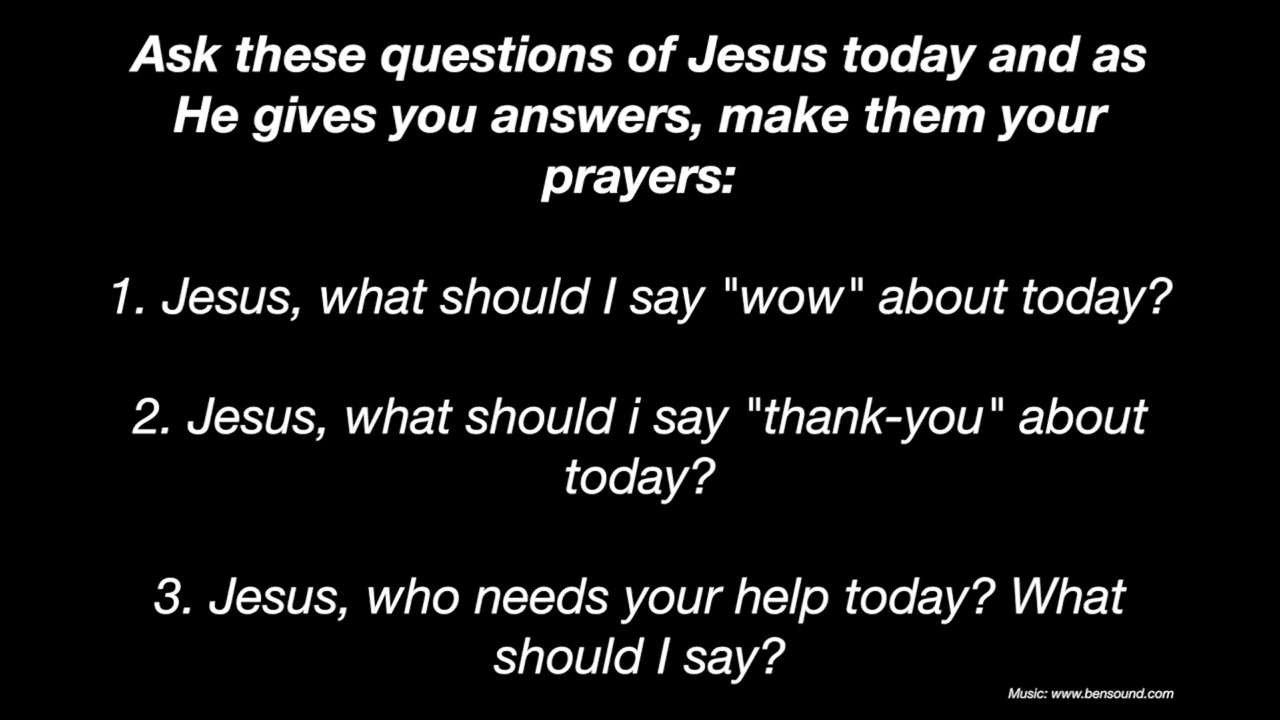 Ask these questions of Jesus today and as
He gives you answers, make them your
prayers:
1. Jesus, what should I say "wow" about today?
2. Jesus, what should i say "thank-you" about
today?
3. Jesus, who needs your help today? What
should I say?
Music: www.bensound.com